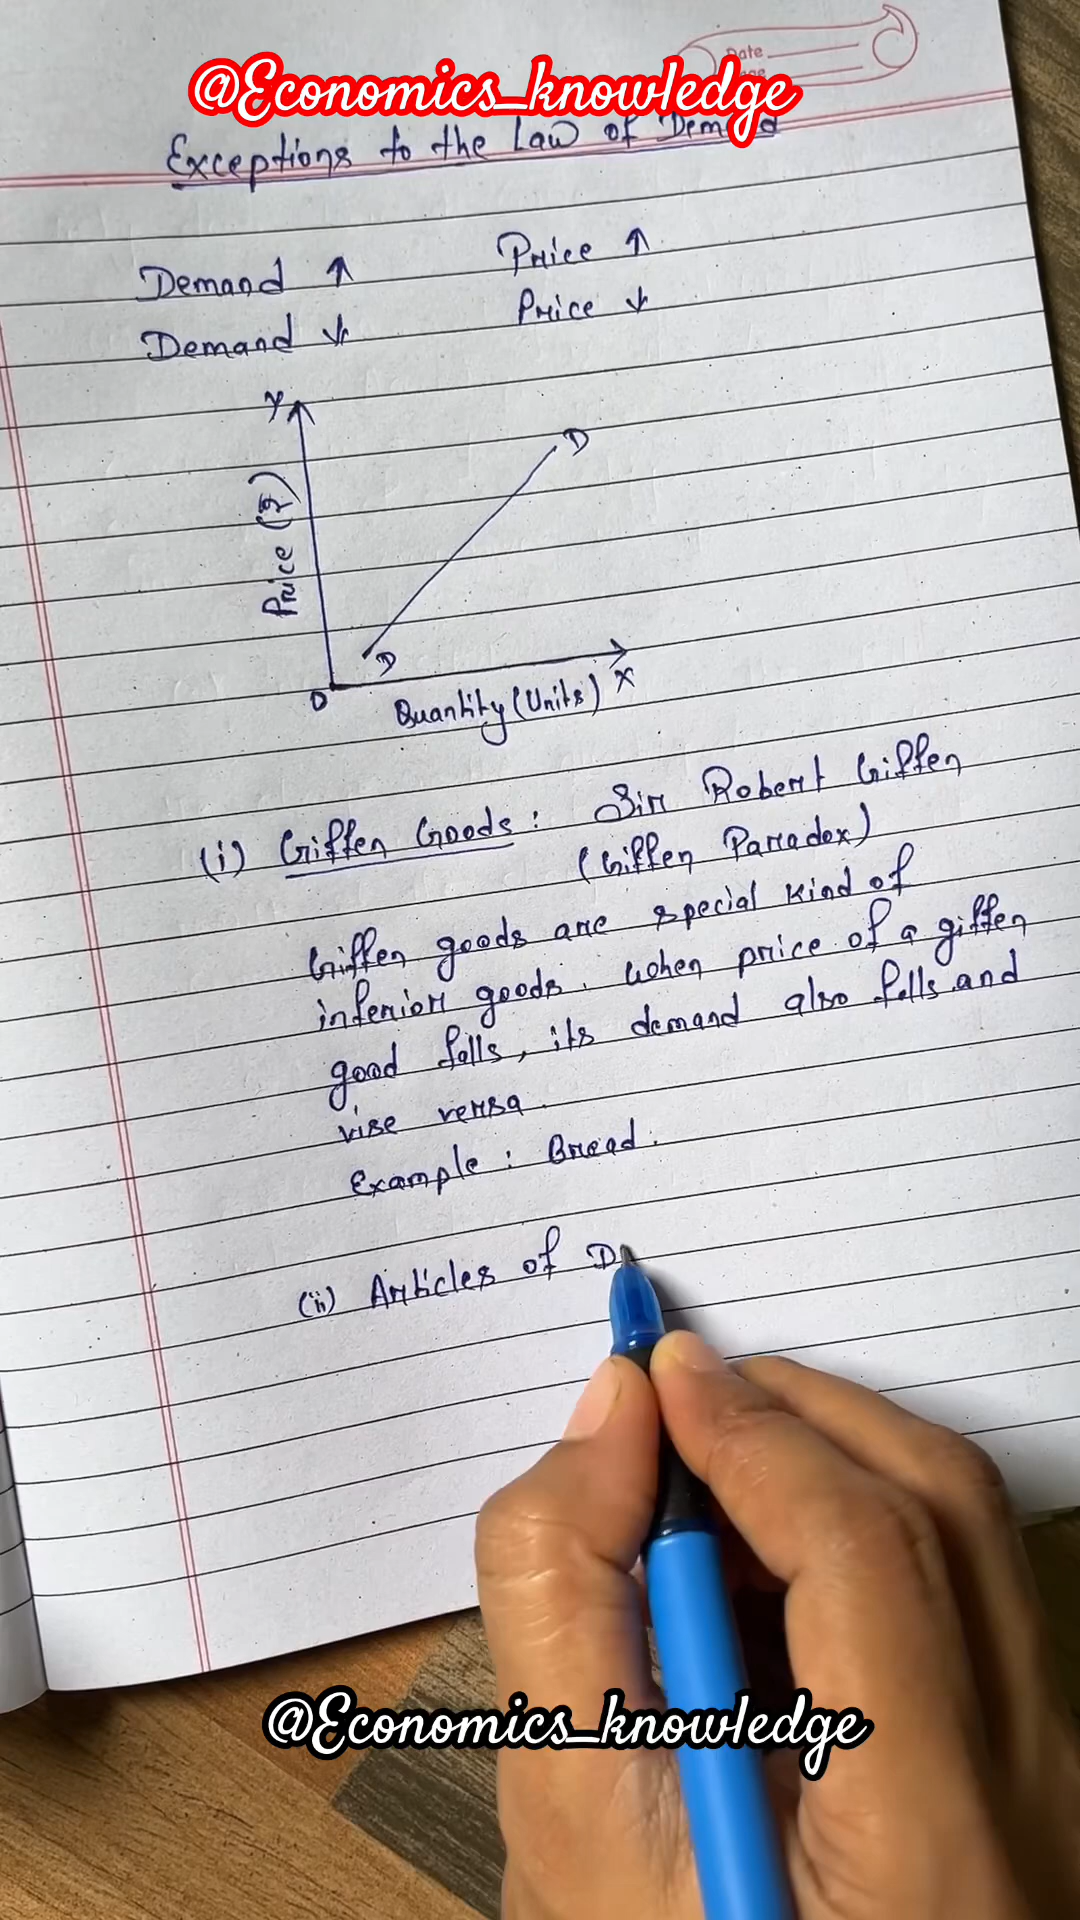 Date
@Economics_knowledge
Exceptions to the Law of Demand
Demand ↑ Price ↑
Demand ↓ Price ↓
Y
Price (₹)
D
D
O
Quantity (Units) X
(i) Giffen Goods : Sir Robert Giffen
(Giffen Parradox)
Giffen goods are special kind of
inferior goods. when price of a giffen
good falls, its demand also falls and
vise versa.
Example : Bread.
(ii) Articles of D
@Economics_knowledge